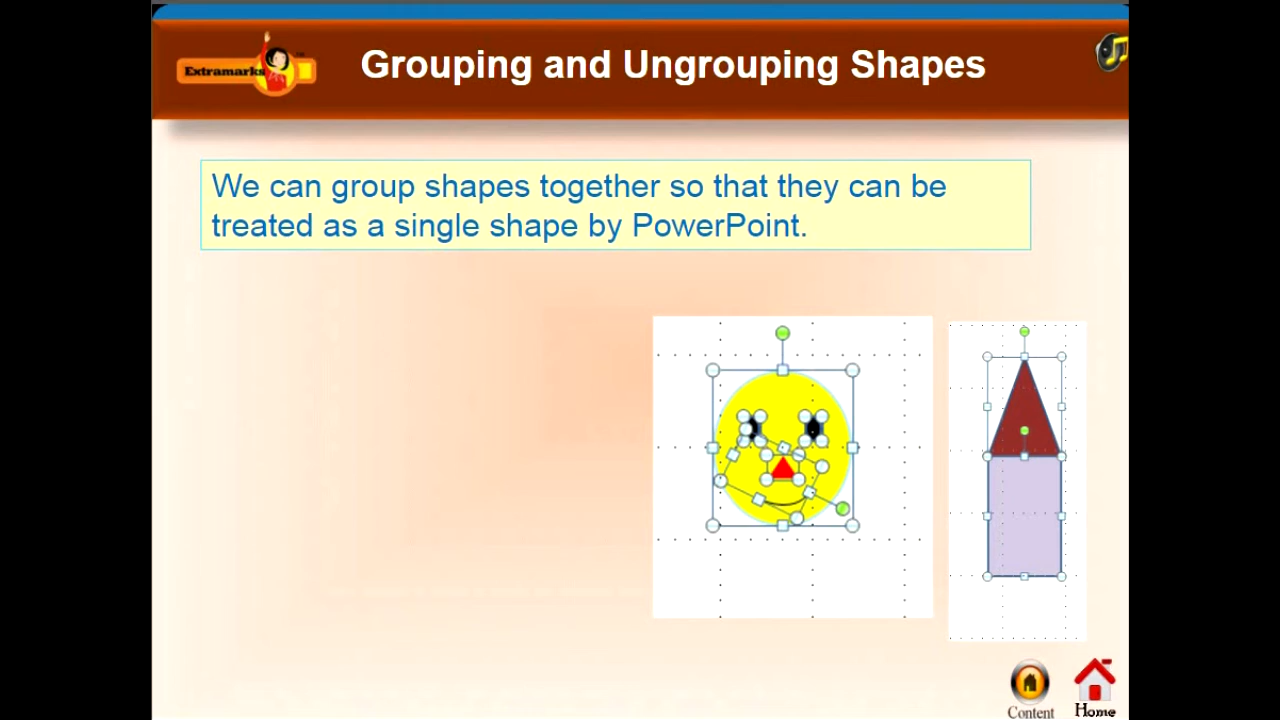 Extramarks
Grouping and Ungrouping Shapes
We can group shapes together so that they can be
treated as a single shape by PowerPoint.
Content
Home